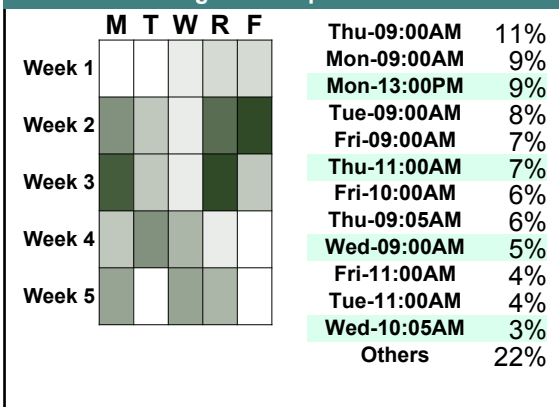 M T W R F
Week 1
Week 2
Week 3
Week 4
Week 5
Thu-09:00AM 11%
Mon-09:00AM 9%
Mon-13:00PM 9%
Tue-09:00AM 8%
Fri-09:00AM 7%
Thu-11:00AM 7%
Fri-10:00AM 6%
Thu-09:05AM 6%
Wed-09:00AM 5%
Fri-11:00AM 4%
Tue-11:00AM 4%
Wed-10:05AM 3%
Others 22%